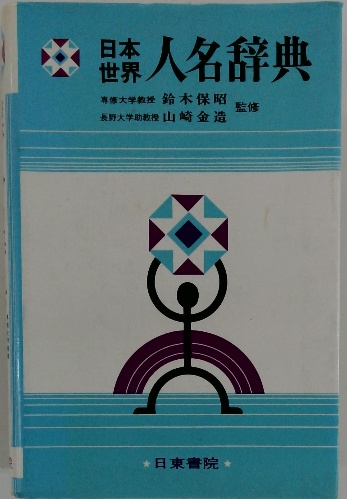 日本
世界
人名辞典
専修大学教授 鈴木保昭
長野大学助教授 山崎金造
監修
★日東書院★